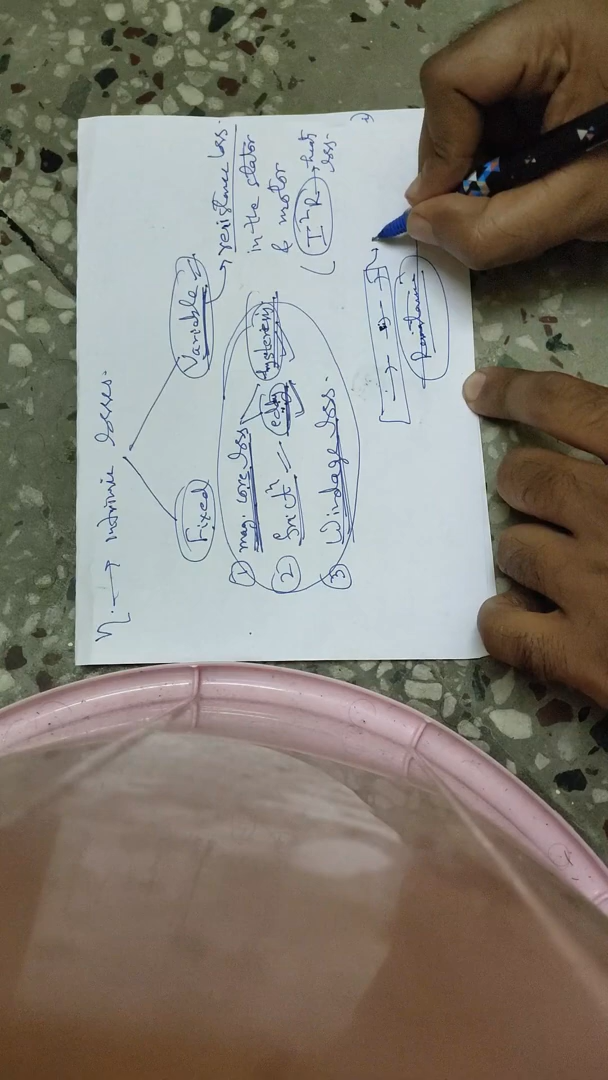 η → intrinsic losses.
Fixed
Variable
① mag. core loss
hysteresis
eddy
② Frictⁿ
③ Windage loss.
→ resistance loss.
in the stator
& motor
(I²R → heat
loss.
Resistance